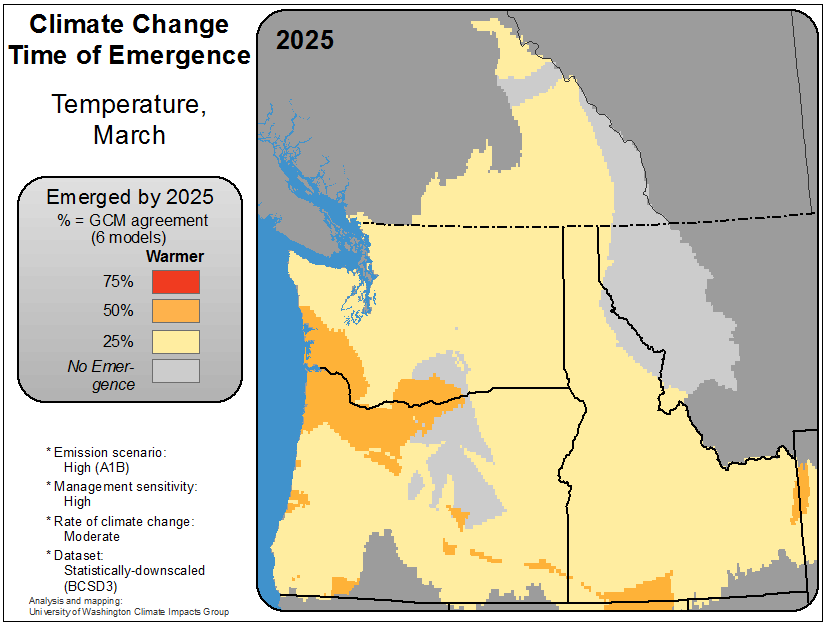 Climate Change
Time of Emergence
Temperature,
March
2025
Emerged by 2025
% = GCM agreement
(6 models)
Warmer
75%
50%
25%
No Emer-
gence
* Emission scenario:
High (A1B)
* Management sensitivity:
High
* Rate of climate change:
Moderate
* Dataset:
Statistically-downscaled
(BCSD3)
Analysis and mapping:
University of Washington Climate Impacts Group